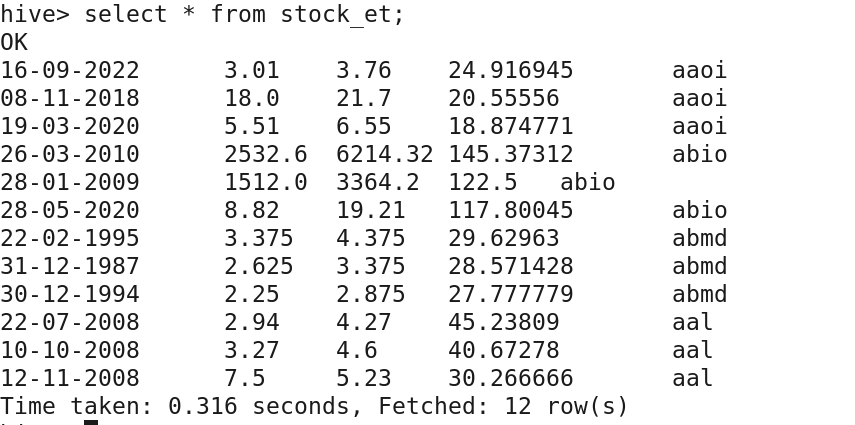 hive> select * from stock_et;
OK
16-09-2022 3.01 3.76 24.916945 aaoi
08-11-2018 18.0 21.7 20.55556 aaoi
19-03-2020 5.51 6.55 18.874771 aaoi
26-03-2010 2532.6 6214.32 145.37312 abio
28-01-2009 1512.0 3364.2 122.5 abio
28-05-2020 8.82 19.21 117.80045 abio
22-02-1995 3.375 4.375 29.62963 abmd
31-12-1987 2.625 3.375 28.571428 abmd
30-12-1994 2.25 2.875 27.777779 abmd
22-07-2008 2.94 4.27 45.23809 aal
10-10-2008 3.27 4.6 40.67278 aal
12-11-2008 7.5 5.23 30.266666 aal
Time taken: 0.316 seconds, Fetched: 12 row(s)